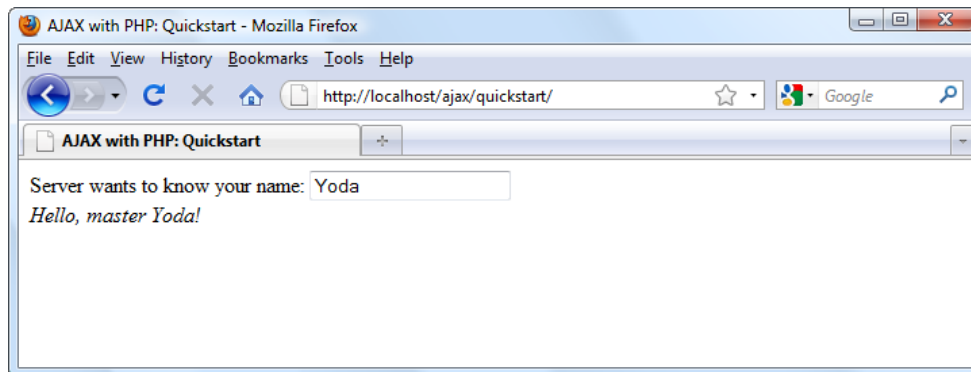 AJAX with PHP: Quickstart - Mozilla Firefox
File Edit View History Bookmarks Tools Help
http://localhost/ajax/quickstart/ Google
AJAX with PHP: Quickstart
Server wants to know your name: Yoda
Hello, master Yoda!